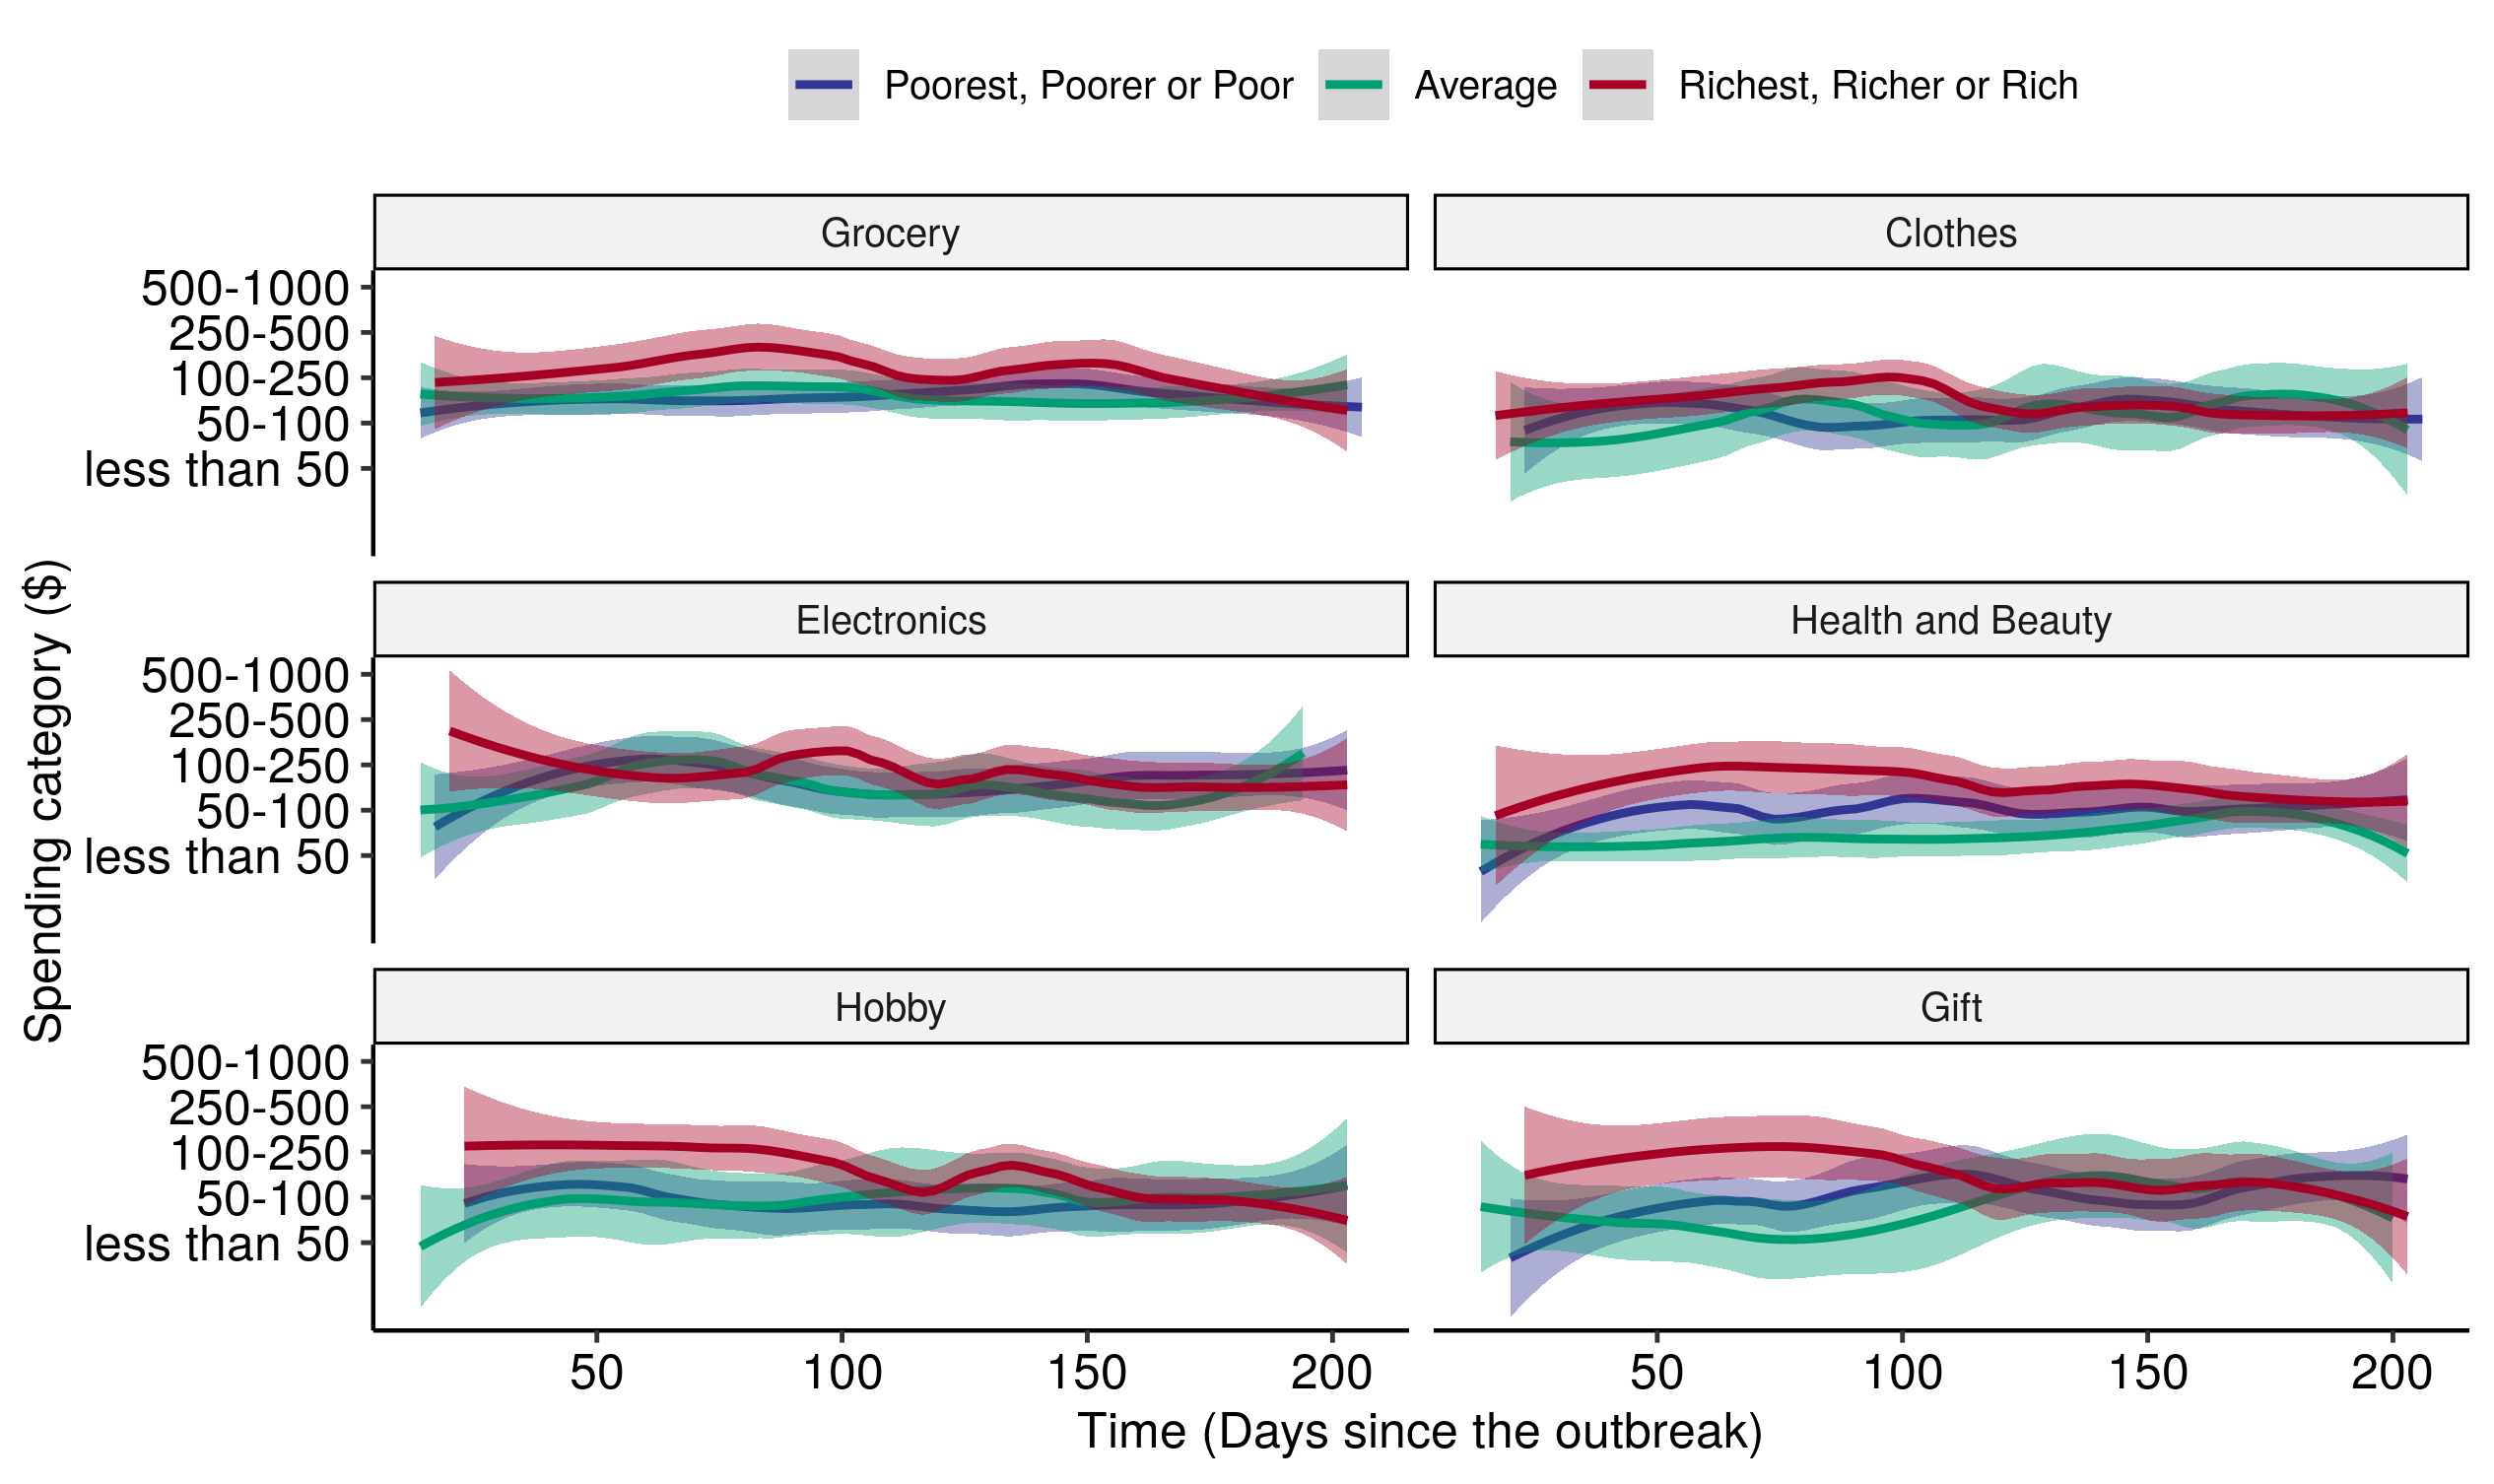 Poorest, Poorer or Poor Average Richest, Richer or Rich
Grocery Clothes
500-1000
250-500
100-250
50-100
less than 50
Electronics Health and Beauty
500-1000
250-500
100-250
50-100
less than 50
Hobby Gift
500-1000
250-500
100-250
50-100
less than 50
50 100 150 200 50 100 150 200
Time (Days since the outbreak)
Spending category ($)